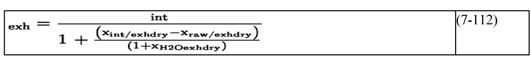 exh = int / 1 + (xint/exhdry−xraw/exhdry) / (1+xH2Oexhdry)
(7-112)